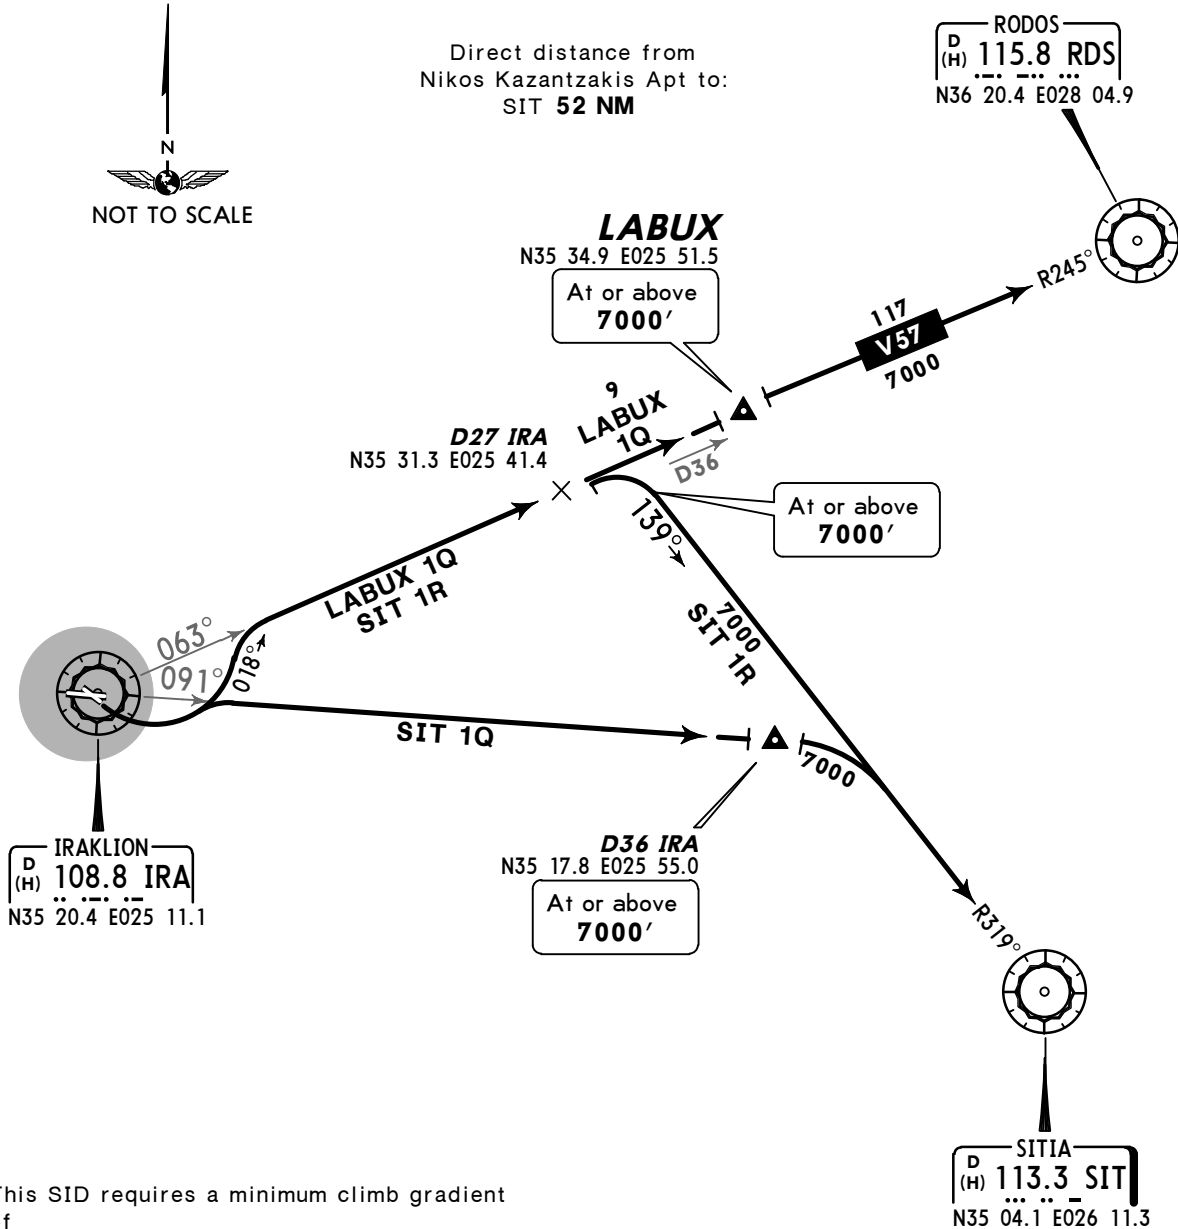 Direct distance from
Nikos Kazantzakis Apt to:
SIT 52 NM
RODOS
D
(H) 115.8 RDS
N36 20.4 E028 04.9
N
NOT TO SCALE
LABUX
N35 34.9 E025 51.5
At or above
7000'
R245°
117
V57
7000
9
LABUX
1Q
D36
D27 IRA
N35 31.3 E025 41.4
At or above
7000'
139°
LABUX 1Q
SIT 1R
7000
SIT 1R
063°
091°
018°
SIT 1Q
7000
IRAKLION
D
(H) 108.8 IRA
N35 20.4 E025 11.1
D36 IRA
N35 17.8 E025 55.0
At or above
7000'
R319°
SITIA
D
(H) 113.3 SIT
N35 04.1 E026 11.3
This SID requires a minimum climb gradient
of